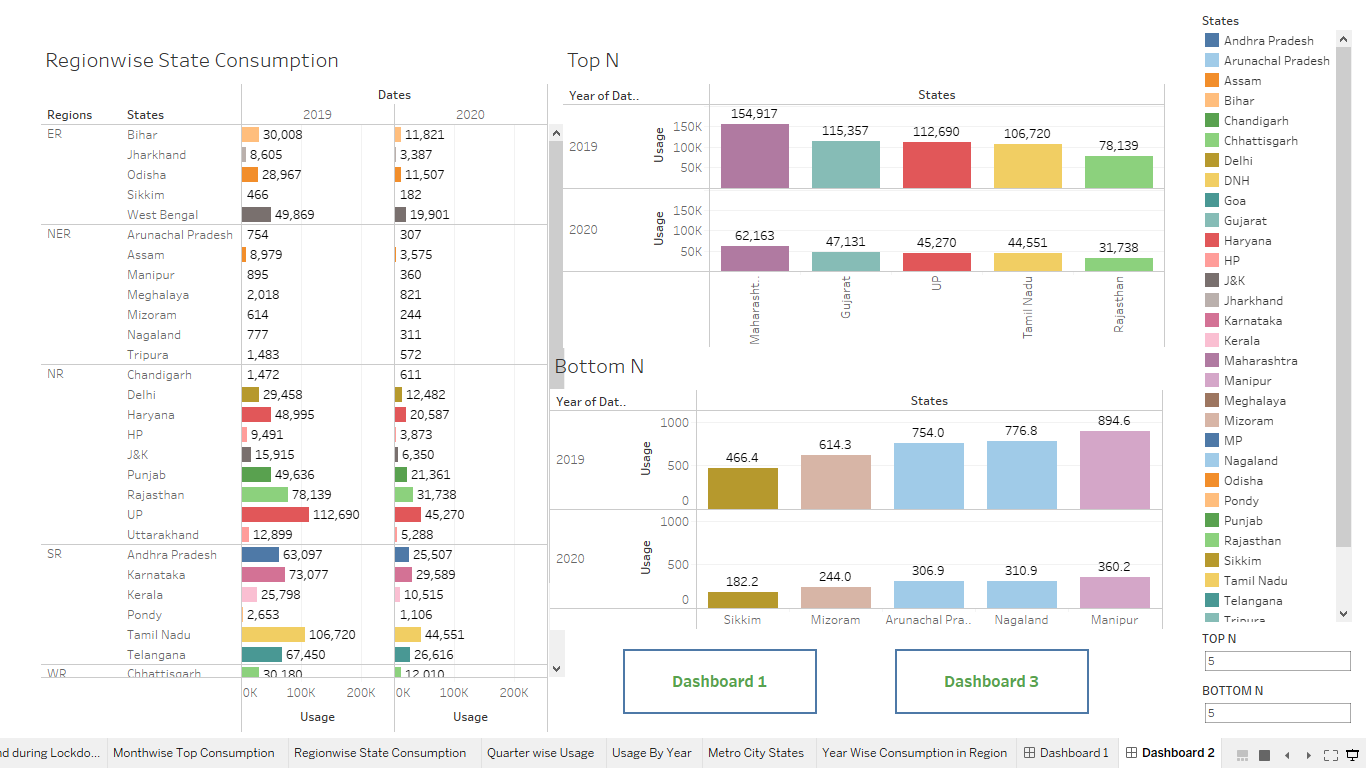 Regionwise State Consumption
Dates
Regions States 2019 2020
ER Bihar 30,008 11,821
Jharkhand 8,605 3,387
Odisha 28,967 11,507
Sikkim 466 182
West Bengal 49,869 19,901
NER Arunachal Pradesh 754 307
Assam 8,979 3,575
Manipur 895 360
Meghalaya 2,018 821
Mizoram 614 244
Nagaland 777 311
Tripura 1,483 572
NR Chandigarh 1,472 611
Delhi 29,458 12,482
Haryana 48,995 20,587
HP 9,491 3,873
J&K 15,915 6,350
Punjab 49,636 21,361
Rajasthan 78,139 31,738
UP 112,690 45,270
Uttarakhand 12,899 5,288
SR Andhra Pradesh 63,097 25,507
Karnataka 73,077 29,589
Kerala 25,798 10,515
Pondy 2,653 1,106
Tamil Nadu 106,720 44,551
Telangana 67,450 26,616
WR Chhattisgarh 30,180 12,010
0K 100K 200K 0K 100K 200K
Usage Usage
Top N
Year of Dat.. States
2019 Usage 150K 100K 50K
154,917 115,357 112,690 106,720 78,139
2020 Usage 150K 100K 50K
62,163 47,131 45,270 44,551 31,738
Maharasht.. Gujarat UP Tamil Nadu Rajasthan
Bottom N
Year of Dat.. States
2019 Usage 1000 500 0
466.4 614.3 754.0 776.8 894.6
2020 Usage 1000 500 0
182.2 244.0 306.9 310.9 360.2
Sikkim Mizoram Arunachal Pra.. Nagaland Manipur
Dashboard 1 Dashboard 3
States
Andhra Pradesh
Arunachal Pradesh
Assam
Bihar
Chandigarh
Chhattisgarh
Delhi
DNH
Goa
Gujarat
Haryana
HP
J&K
Jharkhand
Karnataka
Kerala
Maharashtra
Manipur
Meghalaya
Mizoram
MP
Nagaland
Odisha
Pondy
Punjab
Rajasthan
Sikkim
Tamil Nadu
Telangana
Tripura
TOP N
5
BOTTOM N
5
nd during Lockdo... Monthwise Top Consumption Regionwise State Consumption Quarter wise Usage Usage By Year Metro City States Year Wise Consumption in Region Dashboard 1 Dashboard 2